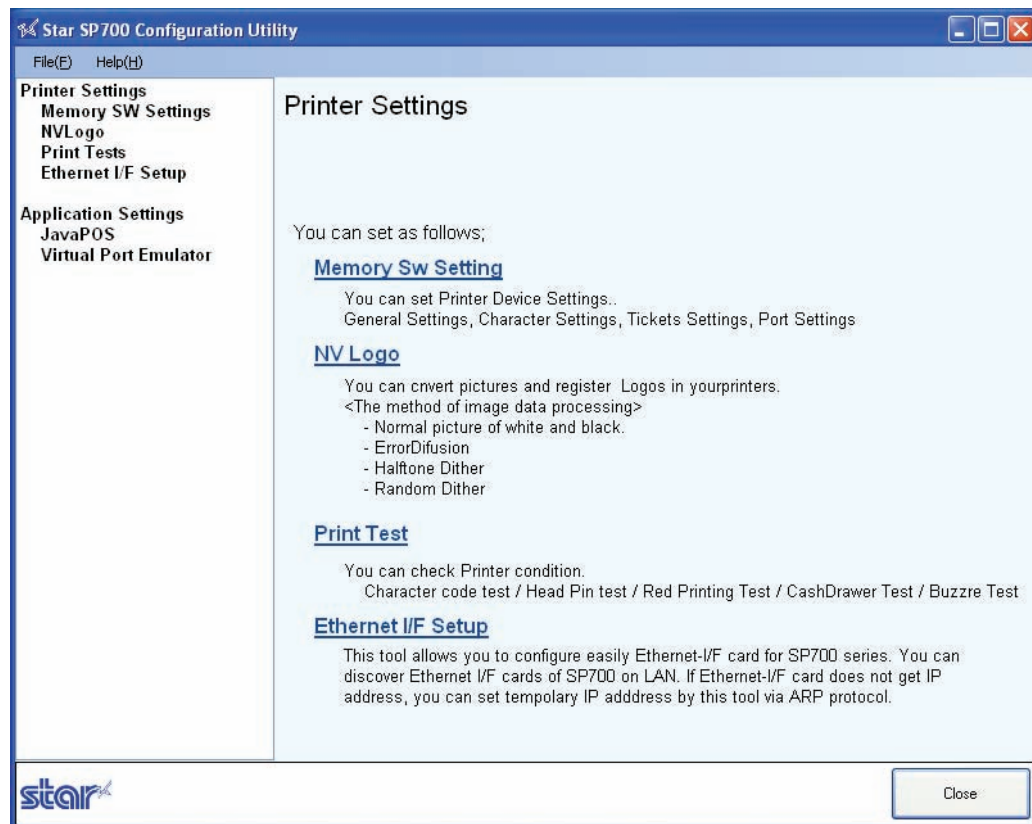 Star SP700 Configuration Utility
File(F) Help(H)
Printer Settings
Memory SW Settings
NVLogo
Print Tests
Ethernet I/F Setup
Application Settings
JavaPOS
Virtual Port Emulator
Printer Settings
You can set as follows;
Memory Sw Setting
You can set Printer Device Settings..
General Settings, Character Settings, Tickets Settings, Port Settings
NV Logo
You can cnvert pictures and register Logos in yourprinters.
<The method of image data processing>
- Normal picture of white and black.
- ErrorDifusion
- Halftone Dither
- Random Dither
Print Test
You can check Printer condition.
Character code test / Head Pin test / Red Printing Test / CashDrawer Test / Buzzre Test
Ethernet I/F Setup
This tool allows you to configure easily Ethernet-I/F card for SP700 series. You can
discover Ethernet I/F cards of SP700 on LAN. If Ethernet-I/F card does not get IP
address, you can set tempolary IP adddress by this tool via ARP protocol.
star
Close